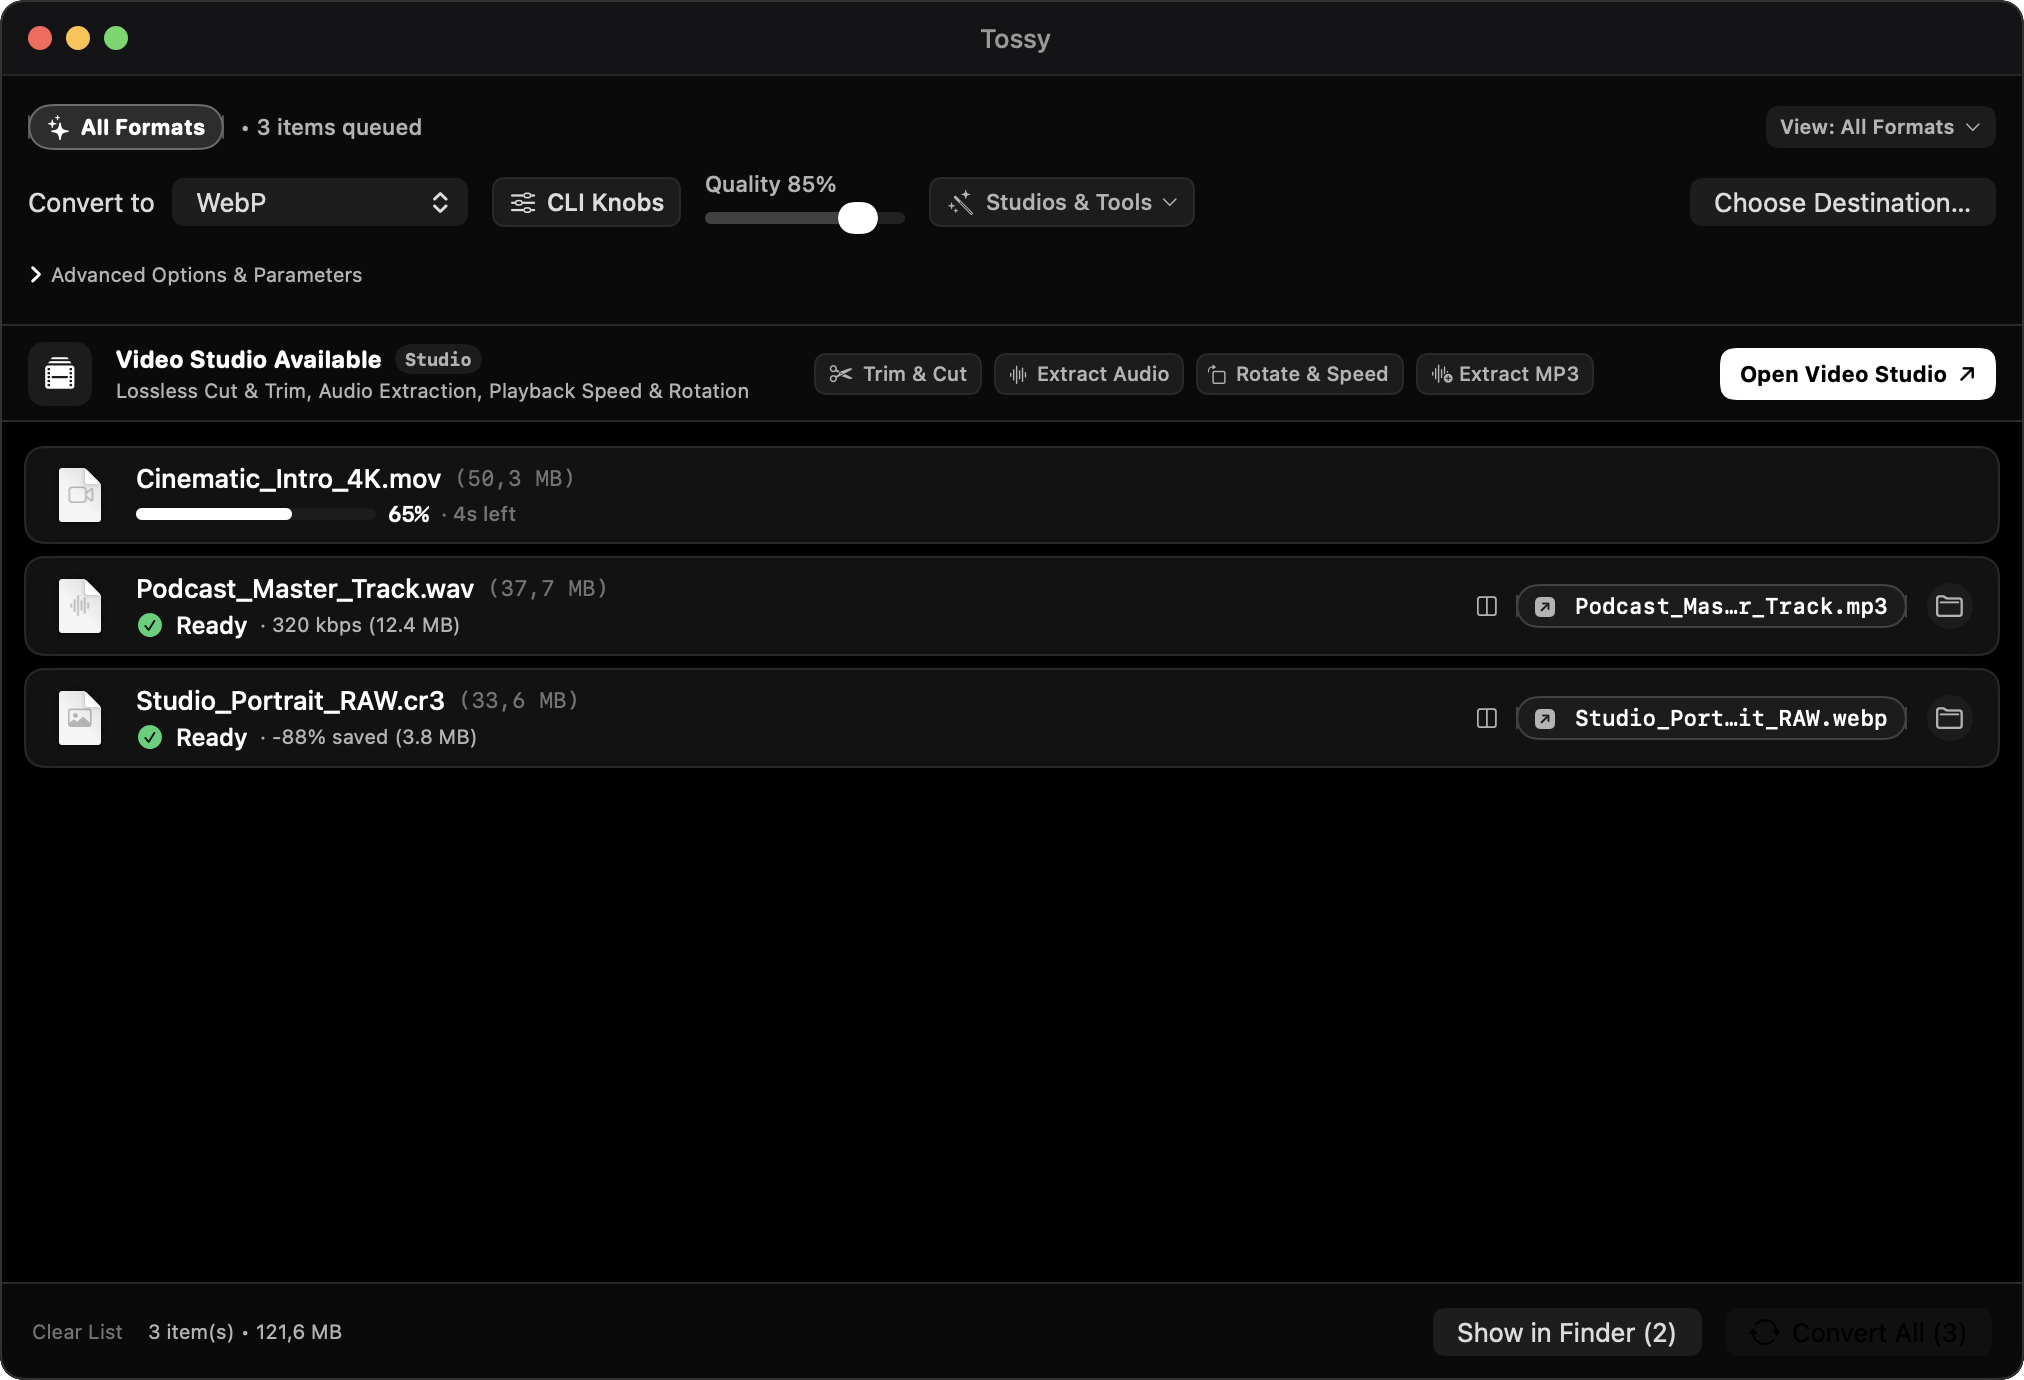 Tossy
All Formats • 3 items queued View: All Formats
Convert to WebP CLI Knobs Quality 85% Studios & Tools Choose Destination...
Advanced Options & Parameters
Video Studio Available Studio
Lossless Cut & Trim, Audio Extraction, Playback Speed & Rotation
Trim & Cut Extract Audio Rotate & Speed Extract MP3 Open Video Studio
Cinematic_Intro_4K.mov (50,3 MB)
65% · 4s left
Podcast_Master_Track.wav (37,7 MB)
Ready · 320 kbps (12.4 MB)
Podcast_Mas…r_Track.mp3
Studio_Portrait_RAW.cr3 (33,6 MB)
Ready · -88% saved (3.8 MB)
Studio_Port…it_RAW.webp
Clear List 3 item(s) • 121,6 MB Show in Finder (2) Convert All (3)